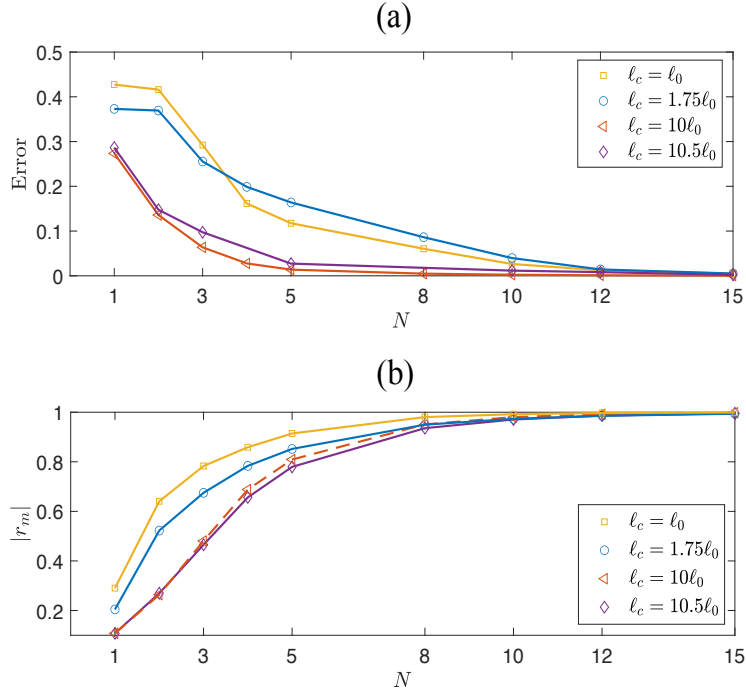 (a)
0.5
0.4
0.3
0.2
0.1
0
Error
ℓc = ℓ0
ℓc = 1.75ℓ0
ℓc = 10ℓ0
ℓc = 10.5ℓ0
1 3 5 8 10 12 15
N
(b)
1
0.8
0.6
0.4
0.2
|rm|
ℓc = ℓ0
ℓc = 1.75ℓ0
ℓc = 10ℓ0
ℓc = 10.5ℓ0
1 3 5 8 10 12 15
N